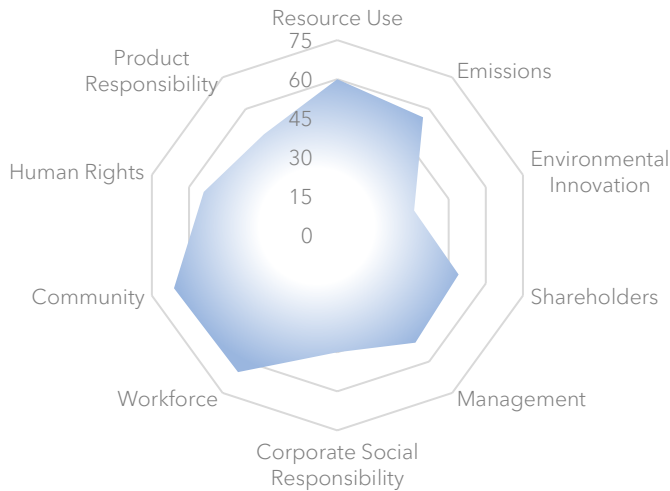 Resource Use
75
60
45
30
15
0
Emissions
Environmental
Innovation
Shareholders
Management
Corporate Social
Responsibility
Workforce
Community
Human Rights
Product
Responsibility